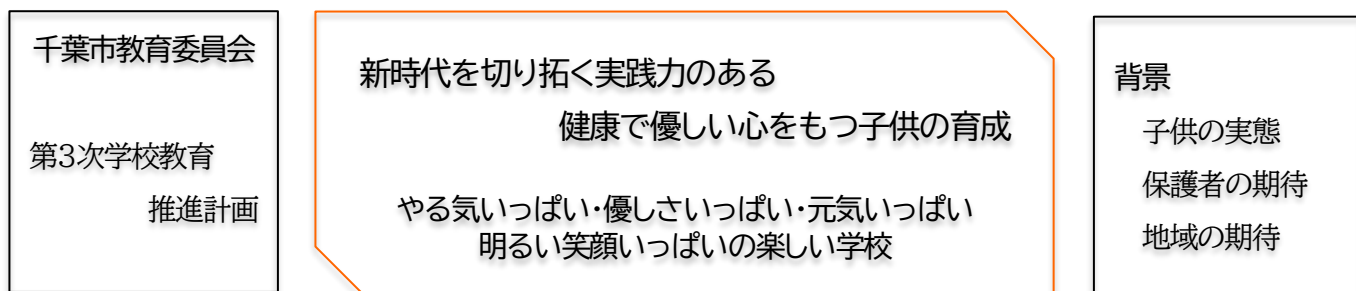 千葉市教育委員会
第3次学校教育
推進計画
新時代を切り拓く実践力のある
健康で優しい心をもつ子供の育成
やる気いっぱい・優しさいっぱい・元気いっぱい
明るい笑顔いっぱいの楽しい学校
背景
子供の実態
保護者の期待
地域の期待